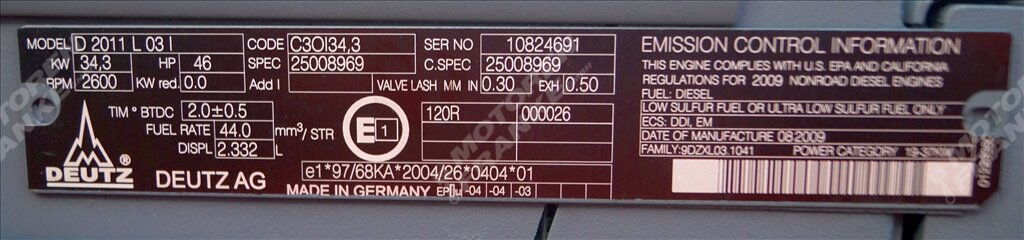 MODEL D 2011 L 03 I CODE C3OI34,3 SER NO 10824691
KW 34,3 HP 46 SPEC 25008969 C.SPEC 25008969
RPM 2600 KW red. 0.0 Add I VALVE LASH MM IN 0.30 EXH 0.50
TIM ° BTDC 2.0±0.5
FUEL RATE 44.0 mm³/STR
DISPL 2.332 L
E 1
120R 000026
DEUTZ ®
DEUTZ AG
e1*97/68KA*2004/26*0404*01
MADE IN GERMANY -04 -04 -03
EMISSION CONTROL INFORMATION
THIS ENGINE COMPLIES WITH U.S. EPA AND CALIFORNIA
REGULATIONS FOR 2009 NONROAD DIESEL ENGINES
FUEL: DIESEL
LOW SULFUR FUEL OR ULTRA LOW SULFUR FUEL ONLY
ECS: DDI, EM
DATE OF MANUFACTURE 08.2009
FAMILY: 9DZXL03.1041 POWER CATEGORY